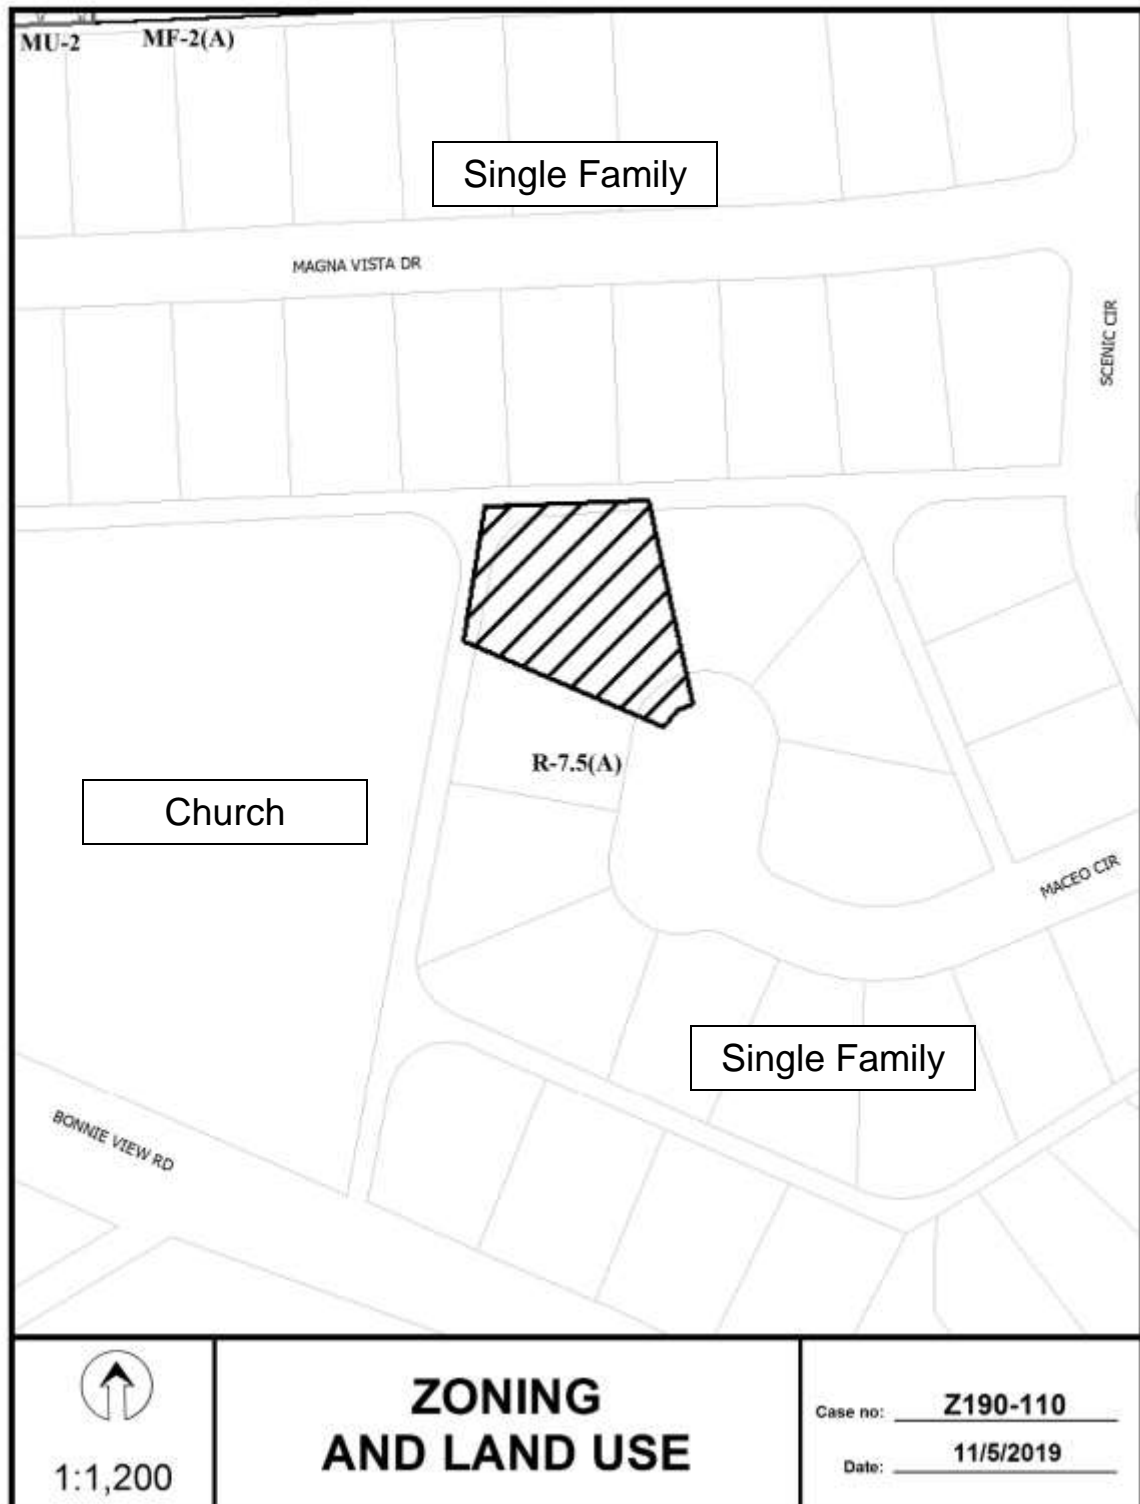 MU-2 MF-2(A)
Single Family
MAGNA VISTA DR
SCENIC CIR
R-7.5(A)
Church
MACEO CIR
Single Family
BONNIE VIEW RD
1:1,200
ZONING
AND LAND USE
Case no: Z190-110
Date: 11/5/2019